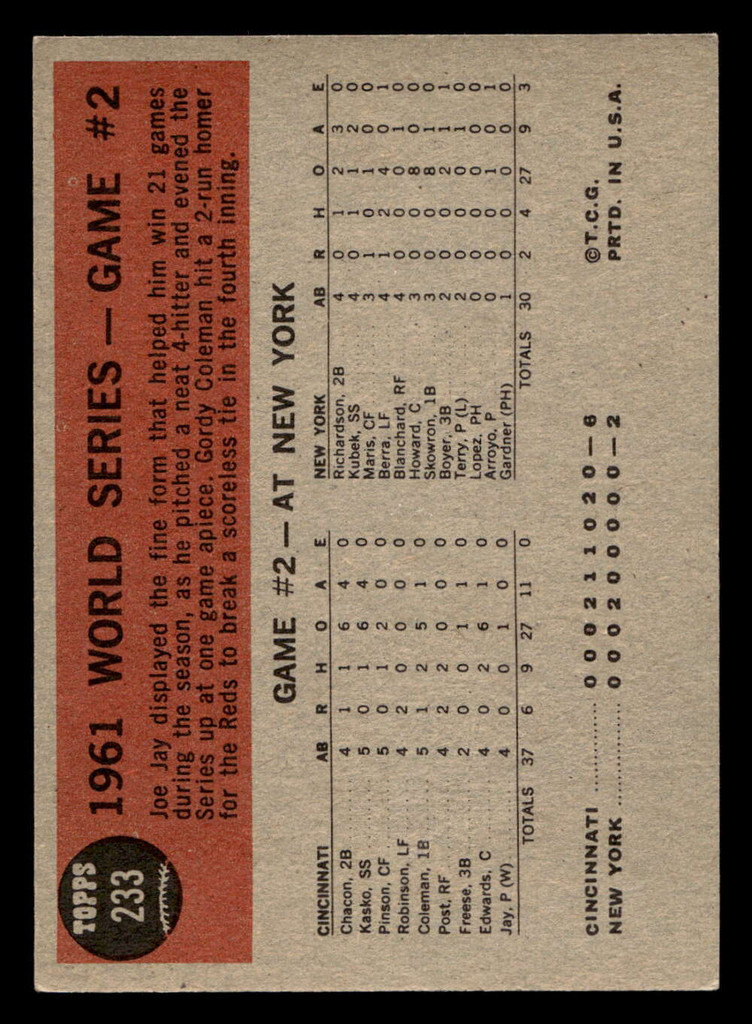 TOPPS
233
1961 WORLD SERIES — GAME #2
Joe Jay displayed the fine form that helped him win 21 games
during the season, as he pitched a neat 4-hitter and evened the
Series up at one game apiece. Gordy Coleman hit a 2-run homer
for the Reds to break a scoreless tie in the fourth inning.
GAME #2 — AT NEW YORK
CINCINNATI AB R H O A E
Chacon, 2B 4 1 1 6 4 0
Kasko, SS 5 0 1 6 4 0
Pinson, CF 5 0 1 2 0 0
Robinson, LF 4 2 0 0 0 0
Coleman, 1B 5 1 2 5 1 0
Post, RF 4 2 2 0 0 0
Freese, 3B 2 0 0 1 1 0
Edwards, C 4 0 2 6 1 0
Jay, P (W) 4 0 0 1 0 0
TOTALS 37 6 9 27 11 0
NEW YORK AB R H O A E
Richardson, 2B 4 0 1 2 3 0
Kubek, SS 4 0 1 1 2 0
Maris, CF 3 1 0 1 0 0
Berra, LF 4 1 2 4 0 1
Blanchard, RF 4 0 0 0 1 0
Howard, C 3 0 0 8 0 0
Skowron, 1B 3 0 0 8 1 0
Boyer, 3B 2 0 0 2 1 1
Terry, P (L) 2 0 0 0 1 0
Lopez, PH 0 0 0 0 0 0
Arroyo, P 0 0 0 1 0 1
Gardner (PH) 1 0 0 0 0 0
TOTALS 30 2 4 27 9 3
CINCINNATI ............ 0 0 0 2 1 1 0 2 0 — 6
NEW YORK ............ 0 0 0 2 0 0 0 0 0 — 2
©T.C.G.
PRTD. IN U.S.A.